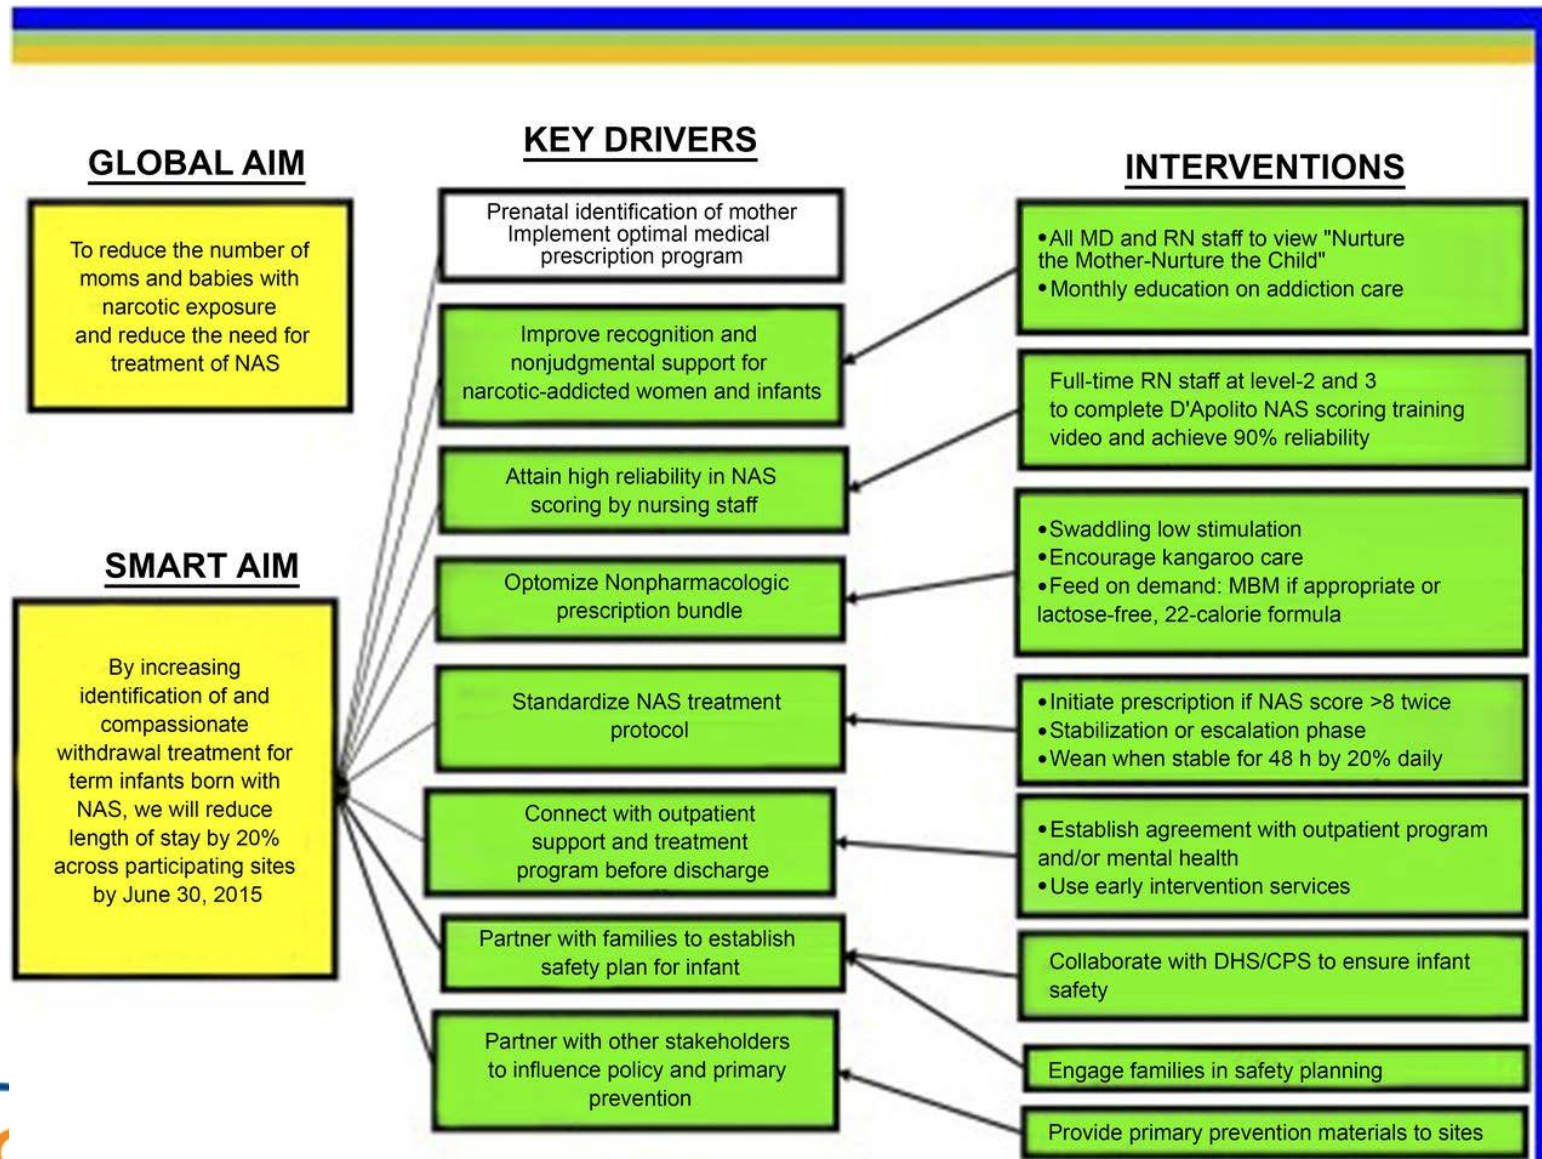 GLOBAL AIM
To reduce the number of
moms and babies with
narcotic exposure
and reduce the need for
treatment of NAS
SMART AIM
By increasing
identification of and
compassionate
withdrawal treatment for
term infants born with
NAS, we will reduce
length of stay by 20%
across participating sites
by June 30, 2015
KEY DRIVERS
Prenatal identification of mother
Implement optimal medical
prescription program
Improve recognition and
nonjudgmental support for
narcotic-addicted women and infants
Attain high reliability in NAS
scoring by nursing staff
Optomize Nonpharmacologic
prescription bundle
Standardize NAS treatment
protocol
Connect with outpatient
support and treatment
program before discharge
Partner with families to establish
safety plan for infant
Partner with other stakeholders
to influence policy and primary
prevention
INTERVENTIONS
•All MD and RN staff to view "Nurture
the Mother-Nurture the Child"
•Monthly education on addiction care
Full-time RN staff at level-2 and 3
to complete D'Apolito NAS scoring training
video and achieve 90% reliability
•Swaddling low stimulation
•Encourage kangaroo care
•Feed on demand: MBM if appropriate or
lactose-free, 22-calorie formula
•Initiate prescription if NAS score >8 twice
•Stabilization or escalation phase
•Wean when stable for 48 h by 20% daily
•Establish agreement with outpatient program
and/or mental health
•Use early intervention services
Collaborate with DHS/CPS to ensure infant
safety
Engage families in safety planning
Provide primary prevention materials to sites